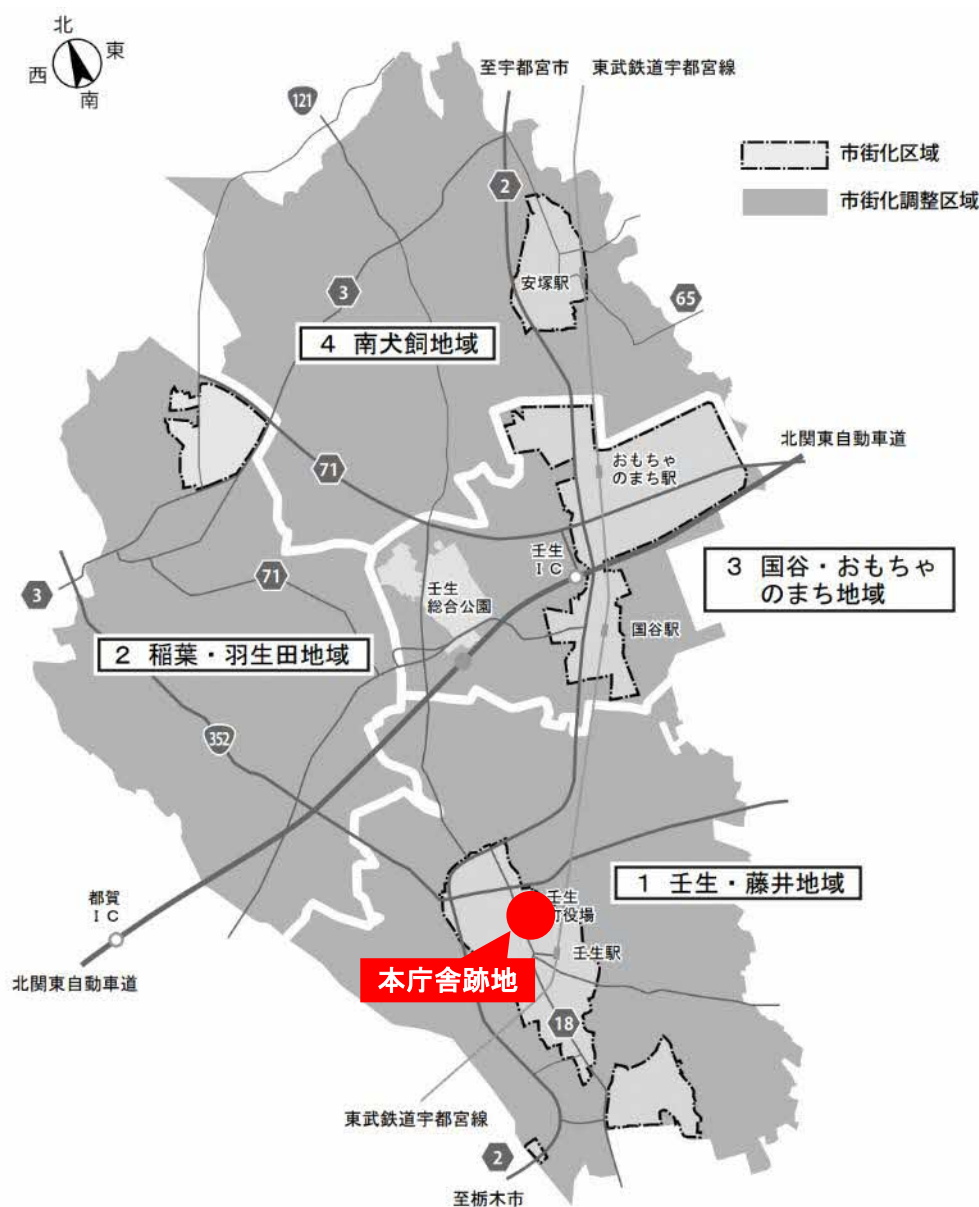 北
東
西
南
至宇都宮市
東武鉄道宇都宮線
121
市街化区域
2
市街化調整区域
安塚駅
65
3
4 南犬飼地域
北関東自動車道
おもちゃ
のまち駅
71
壬生
IC
3 国谷・おもちゃ
のまち地域
71
3
壬生
総合公園
国谷駅
2 稲葉・羽生田地域
352
1 壬生・藤井地域
都賀
IC
壬生
町役場
壬生駅
本庁舎跡地
北関東自動車道
18
東武鉄道宇都宮線
2
至栃木市